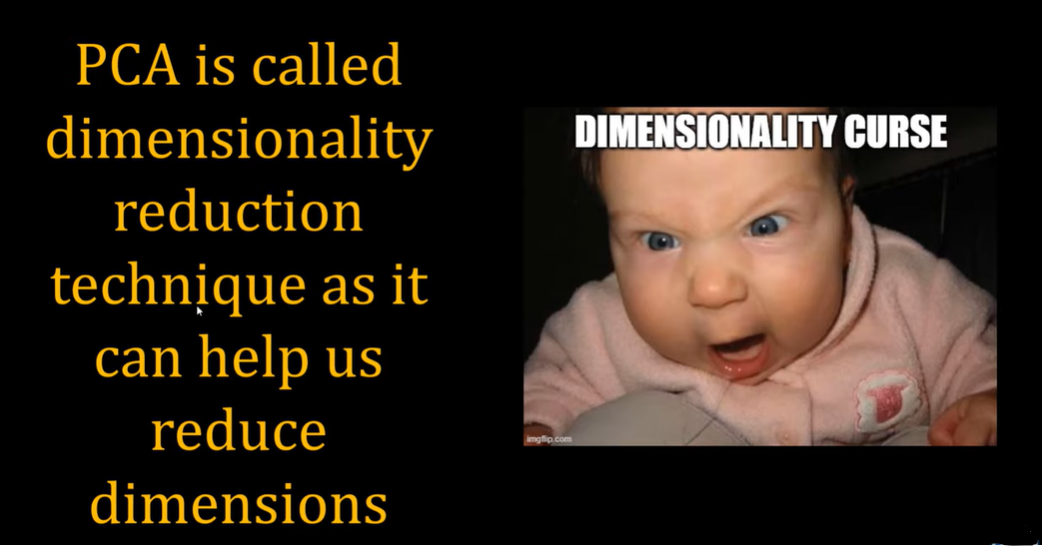 PCA is called
dimensionality
reduction
technique as it
can help us
reduce
dimensions
DIMENSIONALITY CURSE
imgflip.com